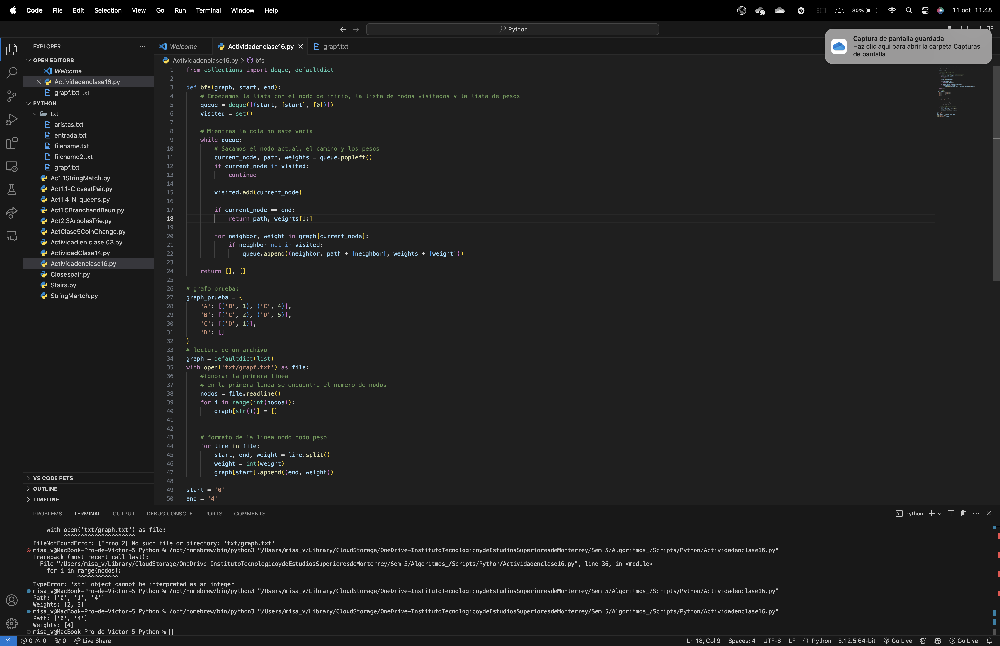 Code File Edit Selection View Go Run Terminal Window Help 30% 11 oct 11:48
Python
Captura de pantalla guardada
Haz clic aquí para abrir la carpeta Capturas
de pantalla
EXPLORER
OPEN EDITORS
Welcome
Actividadenclase16.py
grapf.txt txt
PYTHON
txt
aristas.txt
entrada.txt
filename.txt
filename2.txt
grapf.txt
Ac1.1StringMatch.py
Act1.1-ClosestPair.py
Act1.4-N-queens.py
Act1.5BranchandBaun.py
Act2.3ArbolesTrie.py
ActClase5CoinChange.py
Actividad en clase 03.py
ActividadClase14.py
Actividadenclase16.py
Closespair.py
Stairs.py
StringMartch.py
VS CODE PETS
OUTLINE
TIMELINE
Welcome Actividadenclase16.py grapf.txt
Actividadenclase16.py > bfs
1 from collections import deque, defaultdict
2
3 def bfs(graph, start, end):
4 # Empezamos la lista con el nodo de inicio, la lista de nodos visitados y la lista de pesos
5 queue = deque([(start, [start], [0])])
6 visited = set()
7
8 # Mientras la cola no este vacia
9 while queue:
10 # Sacamos el nodo actual, el camino y los pesos
11 current_node, path, weights = queue.popleft()
12 if current_node in visited:
13 continue
14
15 visited.add(current_node)
16
17 if current_node == end:
18 return path, weights[1:]
19
20 for neighbor, weight in graph[current_node]:
21 if neighbor not in visited:
22 queue.append((neighbor, path + [neighbor], weights + [weight]))
23
24 return [], []
25
26 # grafo prueba:
27 graph_prueba = {
28 'A': [('B', 1), ('C', 4)],
29 'B': [('C', 2), ('D', 5)],
30 'C': [('D', 1)],
31 'D': []
32 }
33 # lectura de un archivo
34 graph = defaultdict(list)
35 with open('txt/grapf.txt') as file:
36 #ignorar la primera linea
37 # en la primera linea se encuentra el numero de nodos
38 nodos = file.readline()
39 for i in range(int(nodos)):
40 graph[str(i)] = []
41
42
43 # formato de la linea nodo nodo peso
44 for line in file:
45 start, end, weight = line.split()
46 weight = int(weight)
47 graph[start].append((end, weight))
48
49 start = '0'
50 end = '4'
PROBLEMS TERMINAL OUTPUT DEBUG CONSOLE PORTS COMMENTS Python
with open('txt/graph.txt') as file:
^^^^^^^^^^^^^^^^^^^^^
FileNotFoundError: [Errno 2] No such file or directory: 'txt/graph.txt'
misa_v@MacBook-Pro-de-Victor-5 Python % /opt/homebrew/bin/python3 "/Users/misa_v/Library/CloudStorage/OneDrive-InstitutoTecnologicoydeEstudiosSuperioresdeMonterrey/Sem 5/Algoritmos_/Scripts/Python/Actividadenclase16.py"
Traceback (most recent call last):
File "/Users/misa_v/Library/CloudStorage/OneDrive-InstitutoTecnologicoydeEstudiosSuperioresdeMonterrey/Sem 5/Algoritmos_/Scripts/Python/Actividadenclase16.py", line 36, in <module>
for i in range(nodos):
^^^^^^^^^^^^
TypeError: 'str' object cannot be interpreted as an integer
misa_v@MacBook-Pro-de-Victor-5 Python % /opt/homebrew/bin/python3 "/Users/misa_v/Library/CloudStorage/OneDrive-InstitutoTecnologicoydeEstudiosSuperioresdeMonterrey/Sem 5/Algoritmos_/Scripts/Python/Actividadenclase16.py"
Path: ['0', '1', '4']
Weights: [2, 3]
misa_v@MacBook-Pro-de-Victor-5 Python % /opt/homebrew/bin/python3 "/Users/misa_v/Library/CloudStorage/OneDrive-InstitutoTecnologicoydeEstudiosSuperioresdeMonterrey/Sem 5/Algoritmos_/Scripts/Python/Actividadenclase16.py"
Path: ['0', '4']
Weights: [4]
misa_v@MacBook-Pro-de-Victor-5 Python %
0 0 0 Live Share Ln 18, Col 9 Spaces: 4 UTF-8 LF {} Python 3.12.5 64-bit Go Live Go Live